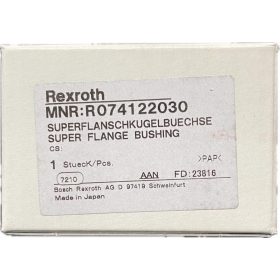 Rexroth
MNR:R074122030
SUPERFLANSCHKUGELBUECHSE
SUPER FLANGE BUSHING
CS:
1 StuecK/Pcs. >PAP<
7210 AAN FD:23816
Bosch Rexroth AG D 97419 Schweinfurt
Made in Japan